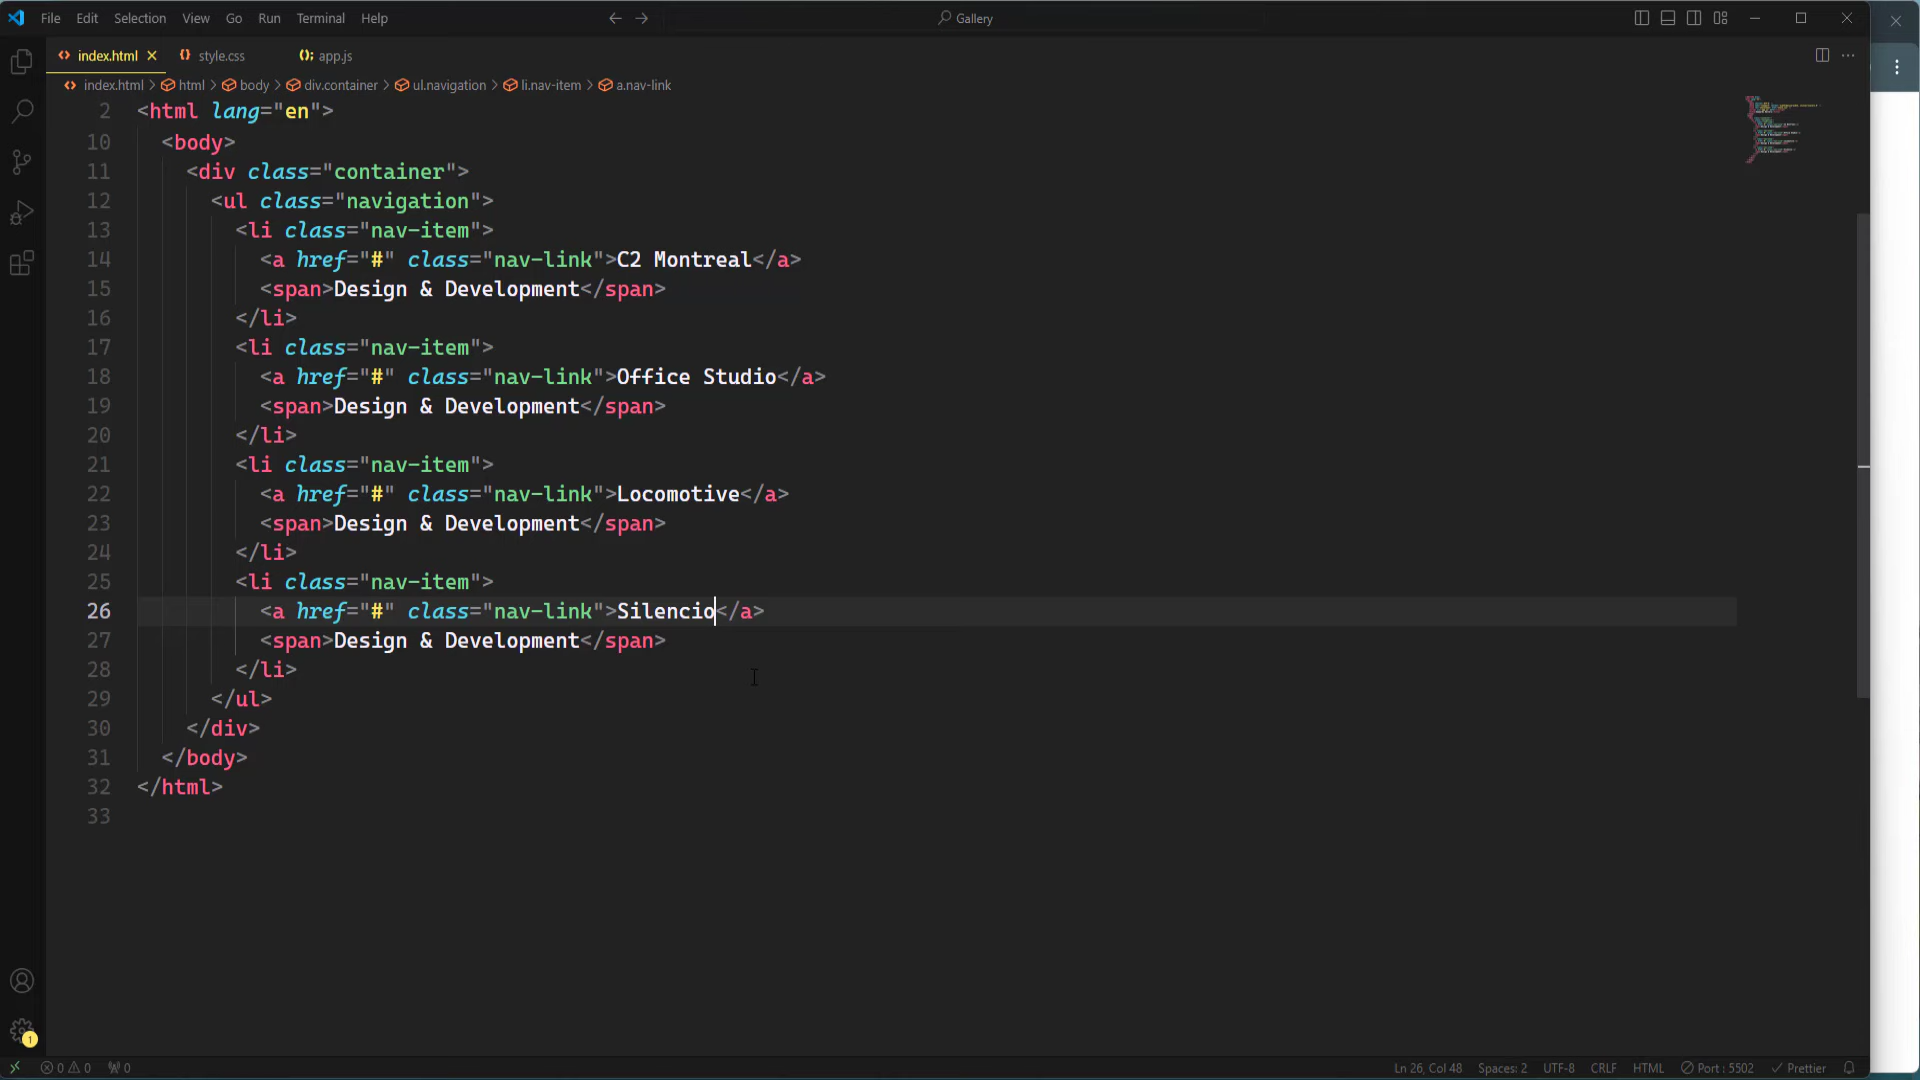 File Edit Selection View Go Run Terminal Help Gallery
index.html style.css app.js
index.html > html > body > div.container > ul.navigation > li.nav-item > a.nav-link
2 <html lang="en">
10 <body>
11 <div class="container">
12 <ul class="navigation">
13 <li class="nav-item">
14 <a href="#" class="nav-link">C2 Montreal</a>
15 <span>Design & Development</span>
16 </li>
17 <li class="nav-item">
18 <a href="#" class="nav-link">Office Studio</a>
19 <span>Design & Development</span>
20 </li>
21 <li class="nav-item">
22 <a href="#" class="nav-link">Locomotive</a>
23 <span>Design & Development</span>
24 </li>
25 <li class="nav-item">
26 <a href="#" class="nav-link">Silencio</a>
27 <span>Design & Development</span>
28 </li>
29 </ul>
30 </div>
31 </body>
32 </html>
33
1
0 0 0 Ln 26, Col 48 Spaces: 2 UTF-8 CRLF HTML Port : 5502 Prettier